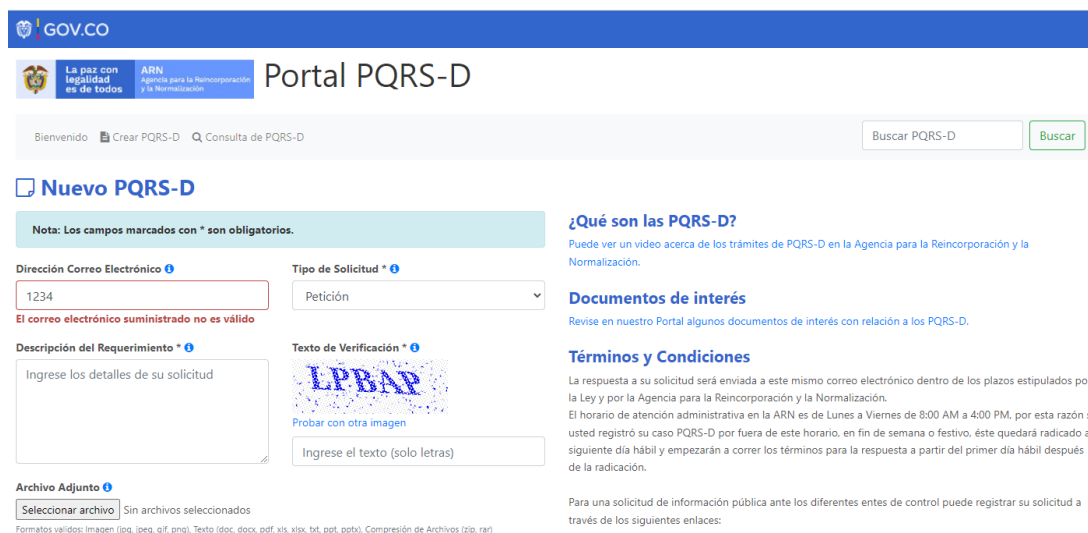 GOV.CO
La paz con
legalidad
es de todos
ARN
Agencia para la Reincorporación
y la Normalización
Portal PQRS-D
Bienvenido Crear PQRS-D Consulta de PQRS-D
Buscar PQRS-D
Buscar
Nuevo PQRS-D
Nota: Los campos marcados con * son obligatorios.
Dirección Correo Electrónico
1234
El correo electrónico suministrado no es válido
Tipo de Solicitud *
Petición
Descripción del Requerimiento *
Ingrese los detalles de su solicitud
Texto de Verificación *
LPBAP
Probar con otra imagen
Ingrese el texto (solo letras)
Archivo Adjunto
Seleccionar archivo Sin archivos seleccionados
Formatos validos: Imagen (jpg, jpeg, gif, png), Texto (doc, docx, pdf, xls, xlsx, txt, ppt, pptx), Compresión de Archivos (zip, rar)
¿Qué son las PQRS-D?
Puede ver un video acerca de los trámites de PQRS-D en la Agencia para la Reincorporación y la
Normalización.
Documentos de interés
Revise en nuestro Portal algunos documentos de interés con relación a los PQRS-D.
Términos y Condiciones
La respuesta a su solicitud será enviada a este mismo correo electrónico dentro de los plazos estipulados po
la Ley y por la Agencia para la Reincorporación y la Normalización.
El horario de atención administrativa en la ARN es de Lunes a Viernes de 8:00 AM a 4:00 PM, por esta razón s
usted registró su caso PQRS-D por fuera de este horario, en fin de semana o festivo, éste quedará radicado a
siguiente día hábil y empezarán a correr los términos para la respuesta a partir del primer día hábil después
de la radicación.
Para una solicitud de información pública ante los diferentes entes de control puede registrar su solicitud a
través de los siguientes enlaces: